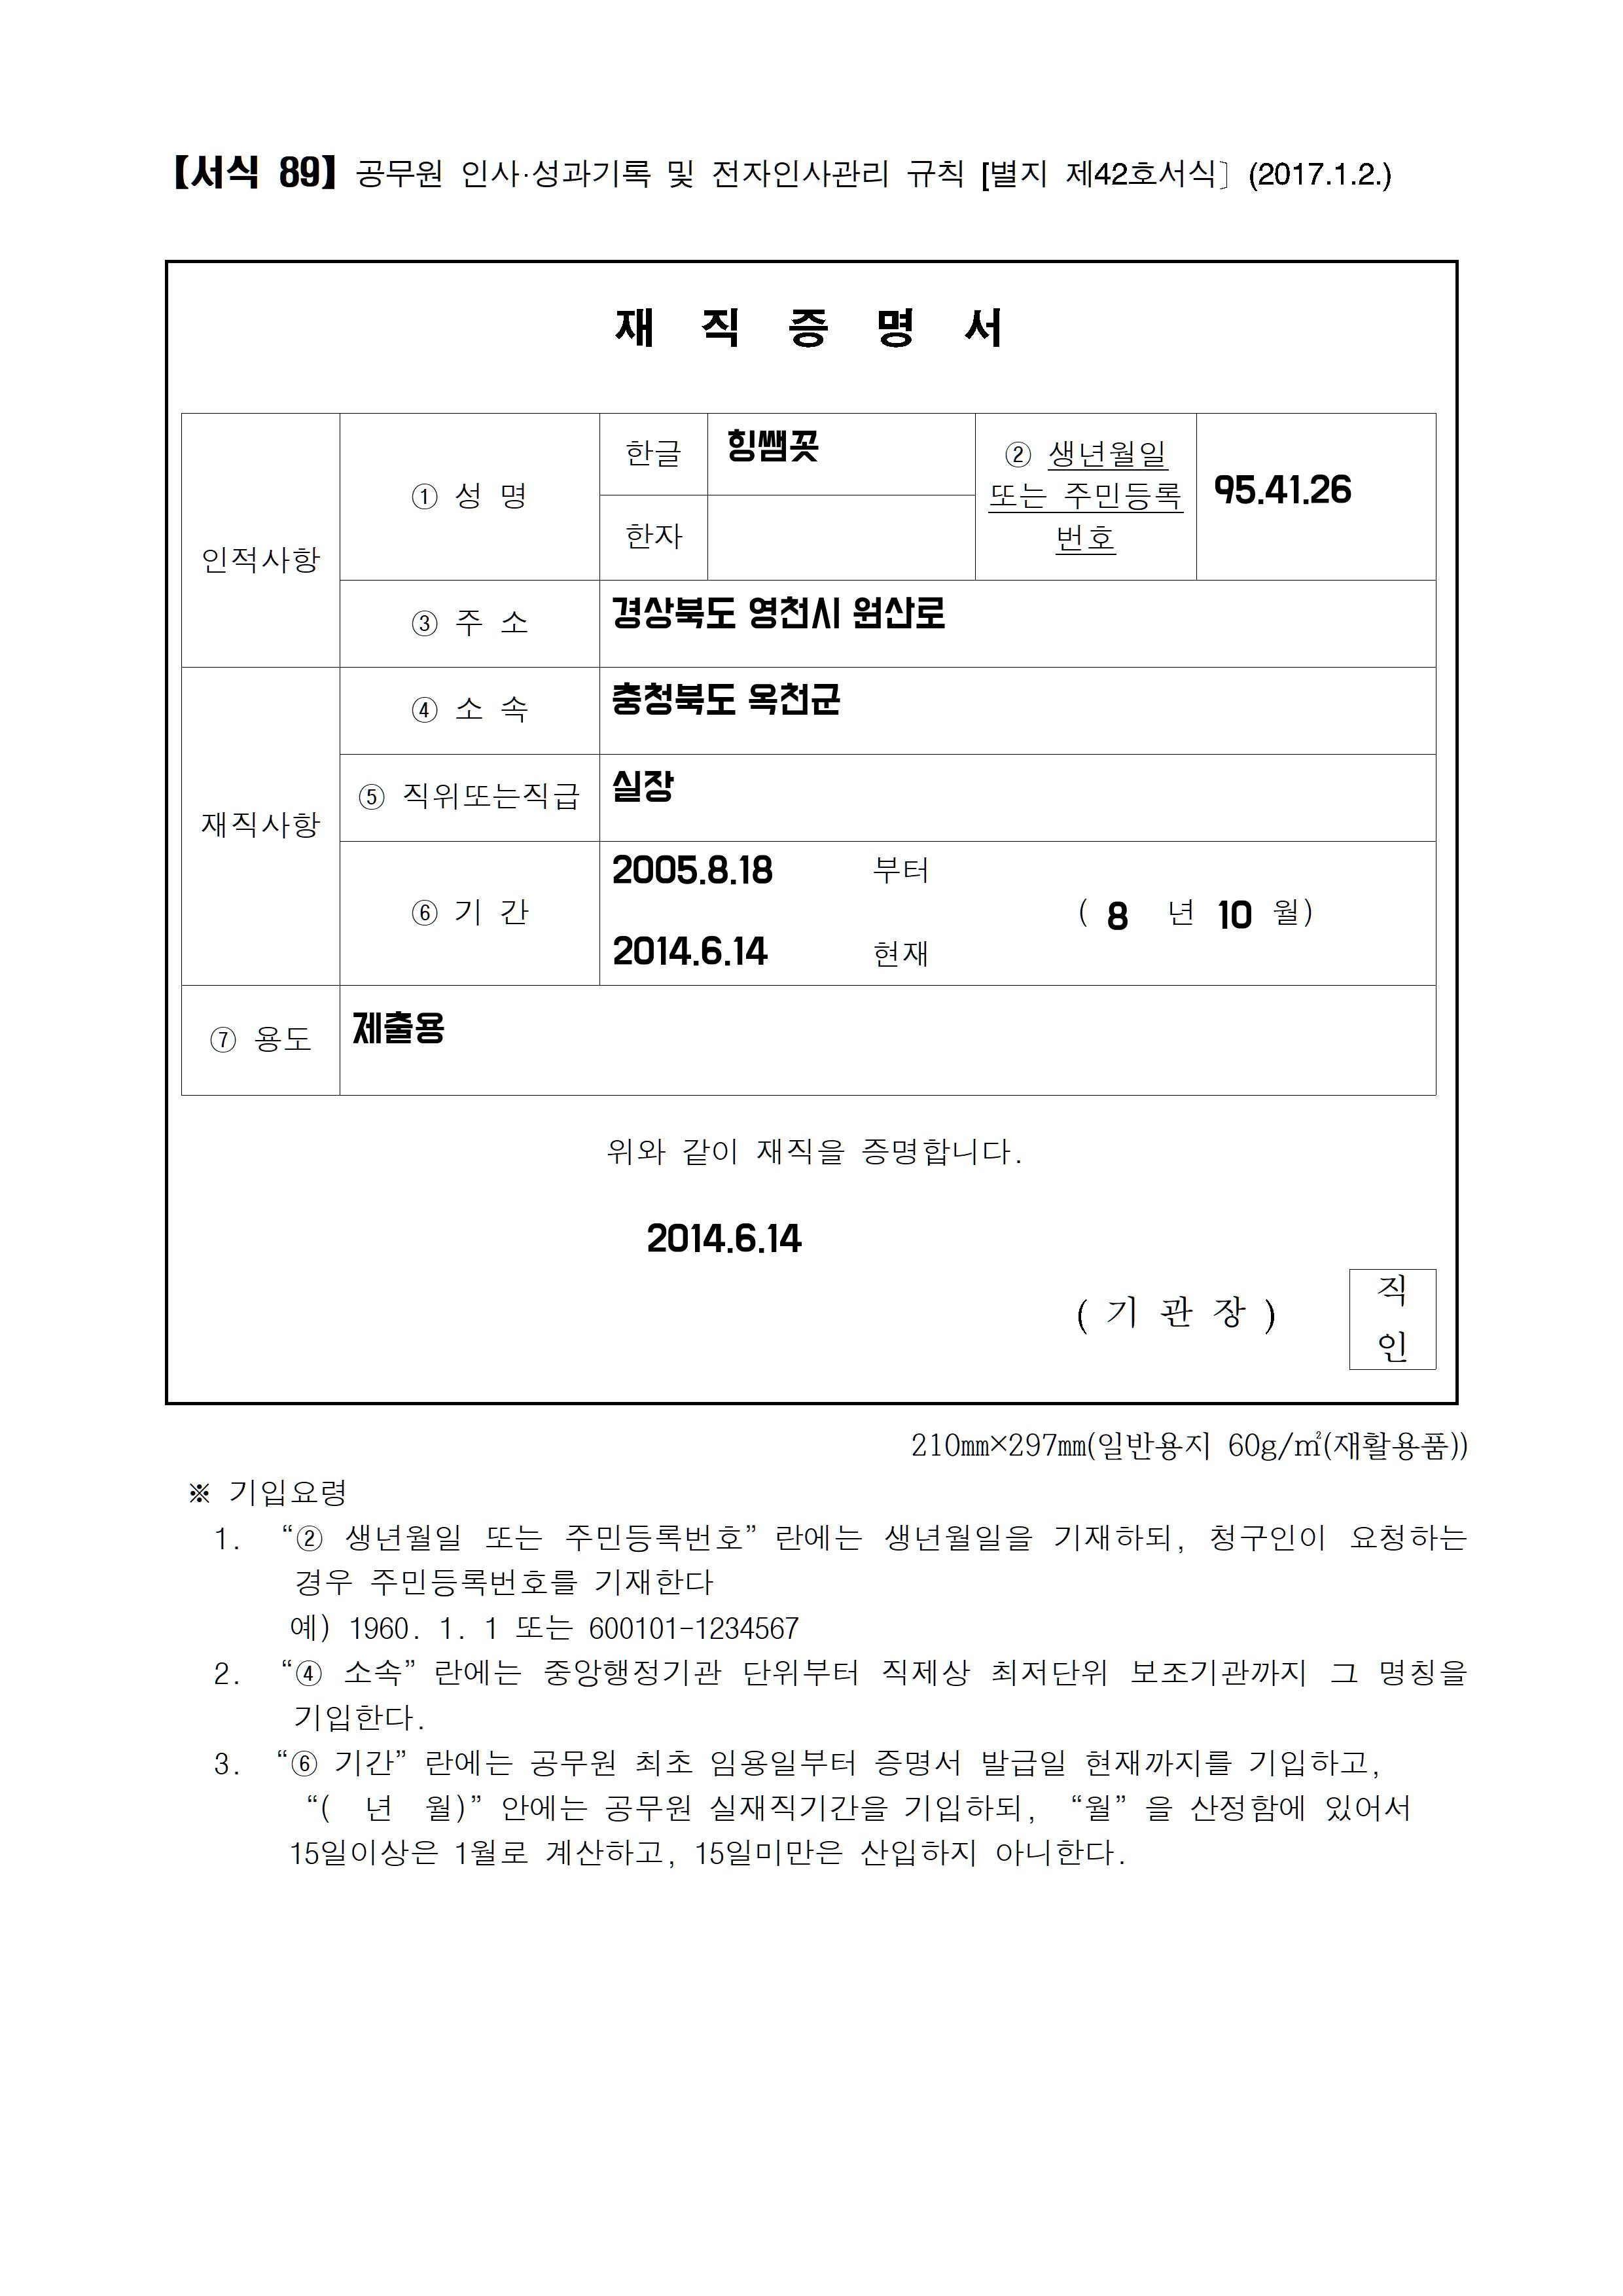 【서식 89】 공무원 인사·성과기록 및 전자인사관리 규칙 [별지 제42호서식〕 (2017.1.2.)
재 직 증 명 서
인적사항
① 성 명
한글
힝쌤꼿
한자
② 생년월일
또는 주민등록
번호
95.41.26
③ 주 소
경상북도 영천시 원산로
재직사항
④ 소 속
충청북도 옥천군
⑤ 직위또는직급
실장
⑥ 기 간
2005.8.18 부터
2014.6.14 현재
( 8 년 10 월)
⑦ 용도
제출용
위와 같이 재직을 증명합니다.
2014.6.14
( 기 관 장 )
직
인
210㎜×297㎜(일반용지 60g/㎡(재활용품))
※ 기입요령
1. “② 생년월일 또는 주민등록번호” 란에는 생년월일을 기재하되, 청구인이 요청하는
경우 주민등록번호를 기재한다
예) 1960. 1. 1 또는 600101-1234567
2. “④ 소속” 란에는 중앙행정기관 단위부터 직제상 최저단위 보조기관까지 그 명칭을
기입한다.
3. “⑥ 기간” 란에는 공무원 최초 임용일부터 증명서 발급일 현재까지를 기입하고,
“( 년 월)” 안에는 공무원 실재직기간을 기입하되, “월” 을 산정함에 있어서
15일이상은 1월로 계산하고, 15일미만은 산입하지 아니한다.